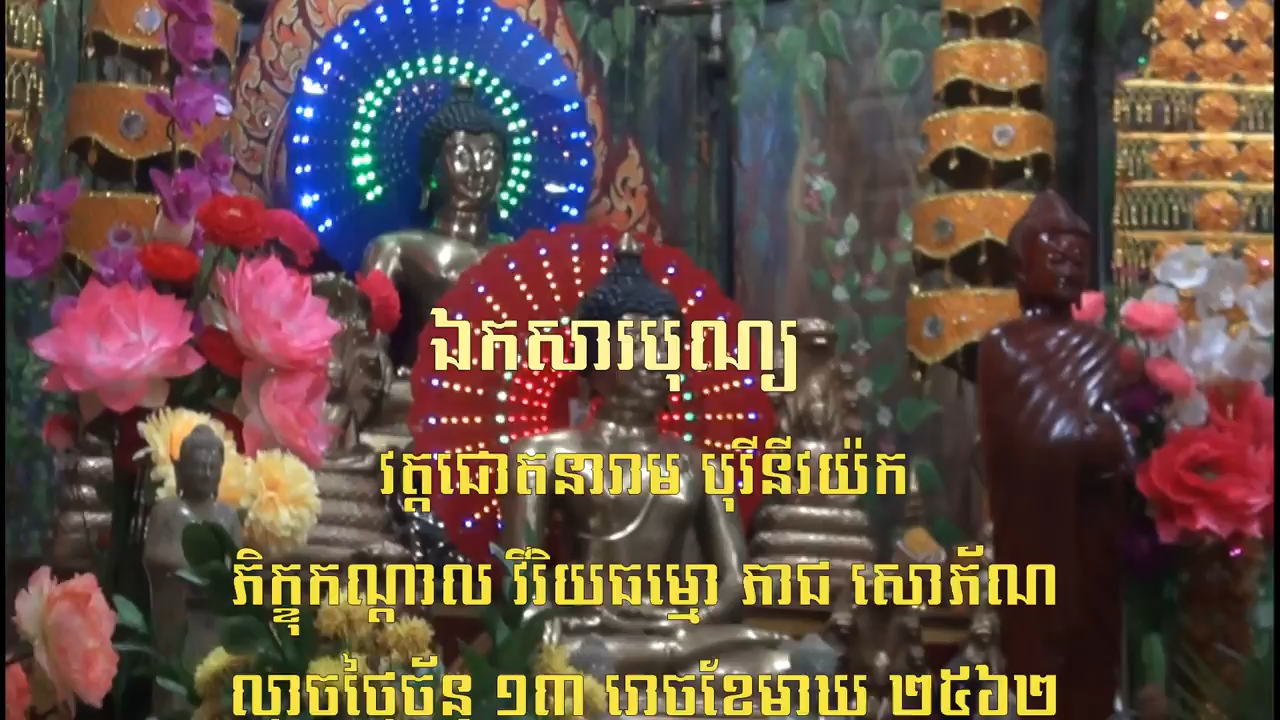 ឯកសារបុណ្យ
វត្តជោតនារាម បុរីនីវយ៉ក
ភិក្ខុកណ្តាល វិរិយធម្មោ ភាជ សោភ័ណ
ល្ងាចថ្ងៃច័ន្ទ ១៣ រោចខែមាឃ ២៥៦២